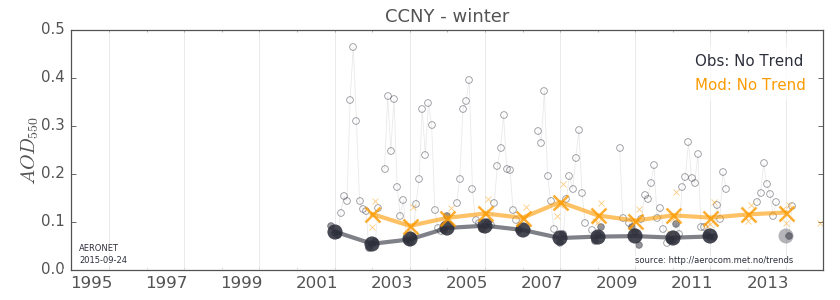 CCNY - winter
0.5
0.4
0.3
0.2
0.1
0.0
AOD550
Obs: No Trend
Mod: No Trend
AERONET
2015-09-24
source: http://aerocom.met.no/trends
1995 1997 1999 2001 2003 2005 2007 2009 2011 2013